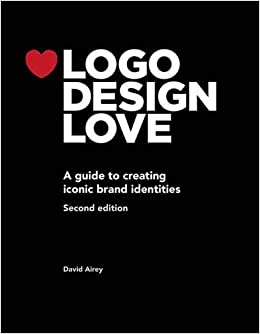 LOGO
DESIGN
LOVE
A guide to creating
iconic brand identities
Second edition
David Airey